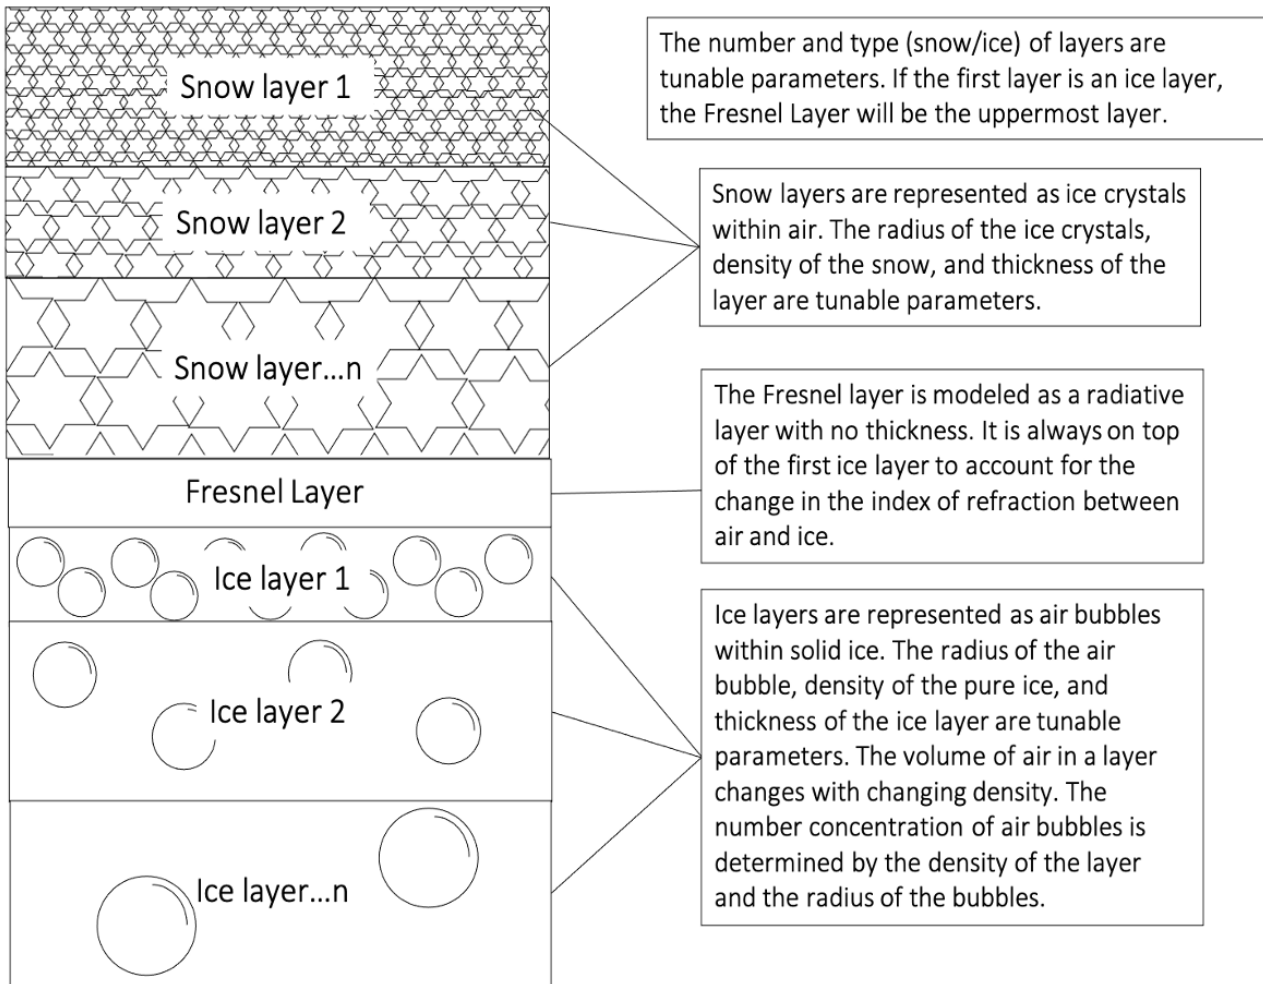 Snow layer 1
Snow layer 2
Snow layer...n
Fresnel Layer
Ice layer 1
Ice layer 2
Ice layer...n
The number and type (snow/ice) of layers are
tunable parameters. If the first layer is an ice layer,
the Fresnel Layer will be the uppermost layer.
Snow layers are represented as ice crystals
within air. The radius of the ice crystals,
density of the snow, and thickness of the
layer are tunable parameters.
The Fresnel layer is modeled as a radiative
layer with no thickness. It is always on top
of the first ice layer to account for the
change in the index of refraction between
air and ice.
Ice layers are represented as air bubbles
within solid ice. The radius of the air
bubble, density of the pure ice, and
thickness of the ice layer are tunable
parameters. The volume of air in a layer
changes with changing density. The
number concentration of air bubbles is
determined by the density of the layer
and the radius of the bubbles.